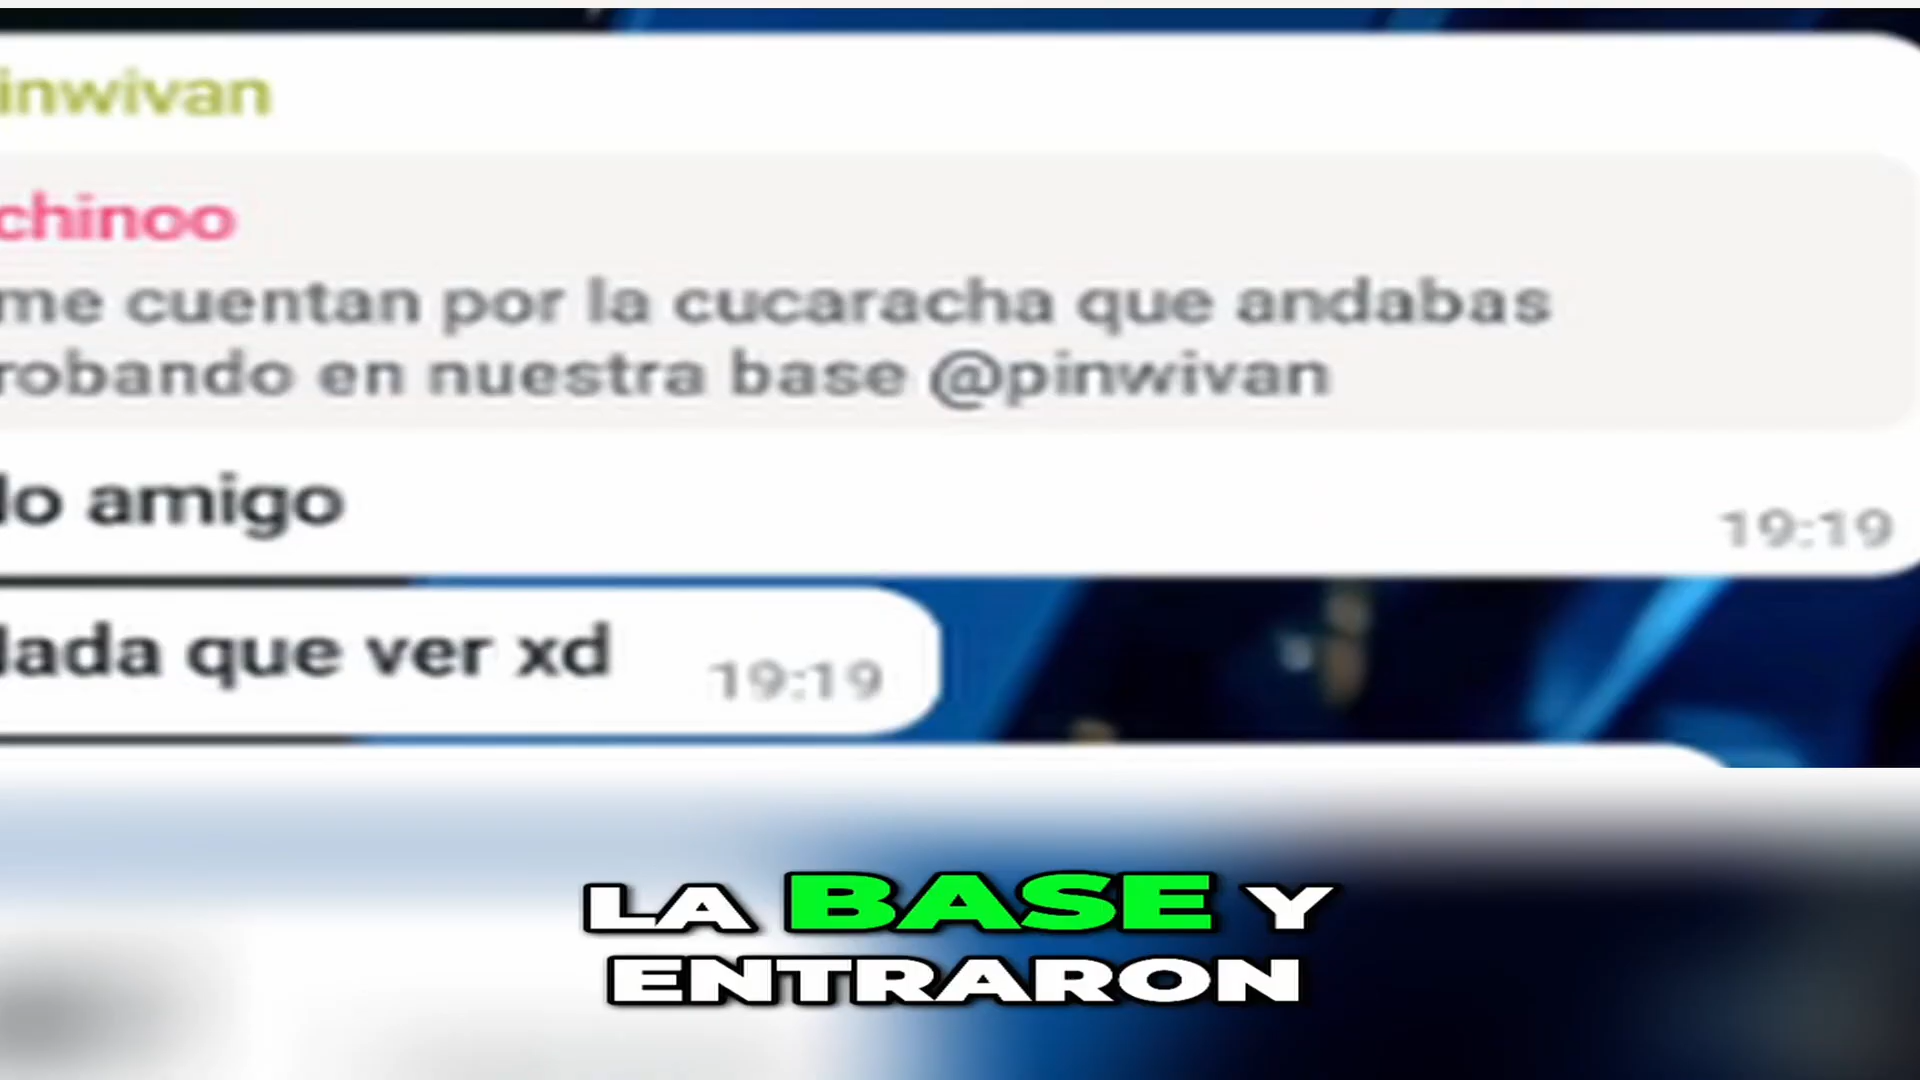 inwivan
chinoo
me cuentan por la cucaracha que andabas
robando en nuestra base @pinwivan
lo amigo
19:19
lada que ver xd
19:19
LA BASE Y
ENTRARON